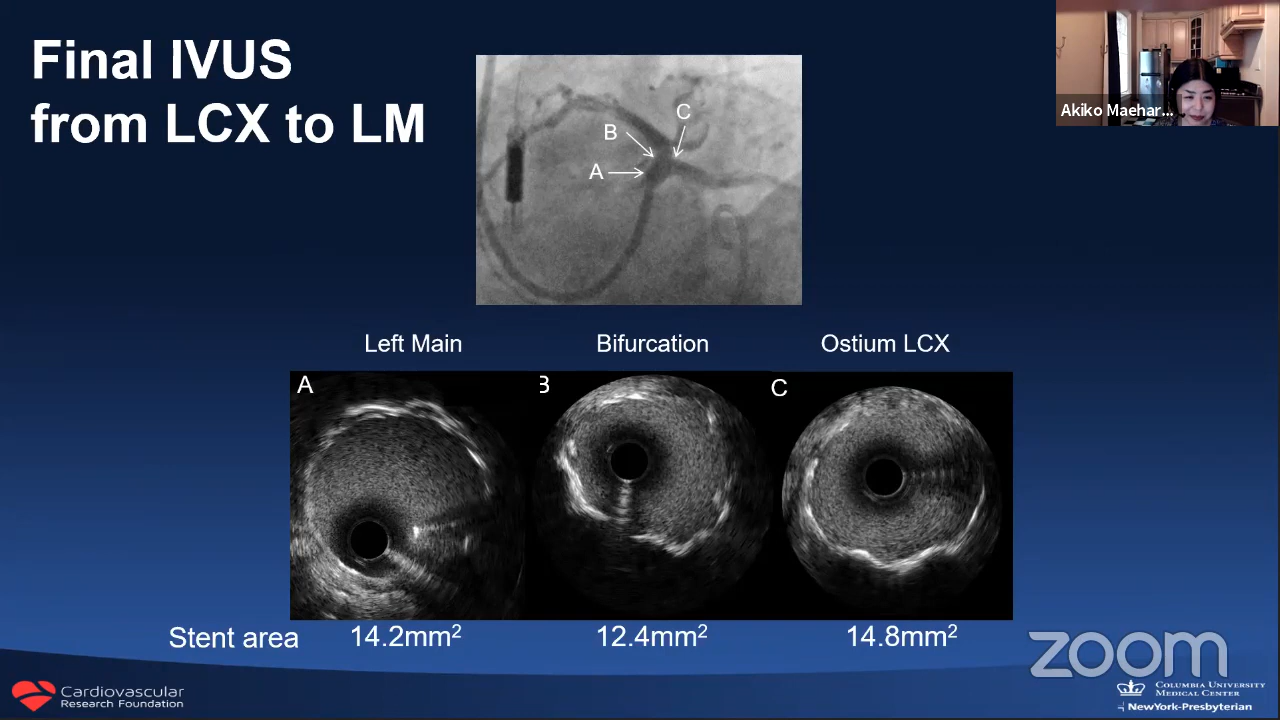 Final IVUS
from LCX to LM
Akiko Maehar...
B
C
A
Left Main
Bifurcation
Ostium LCX
A
B
C
Stent area
14.2mm²
12.4mm²
14.8mm²
zoom
Cardiovascular
Research Foundation
COLUMBIA UNIVERSITY
MEDICAL CENTER
NewYork-Presbyterian